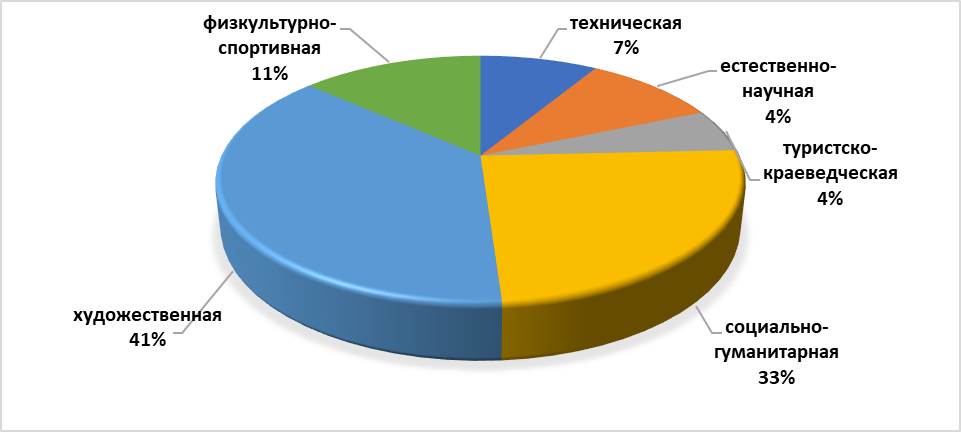 физкультурно-
спортивная
11%
техническая
7%
естественно-
научная
4%
туристско-
краеведческая
4%
художественная
41%
социально-
гуманитарная
33%